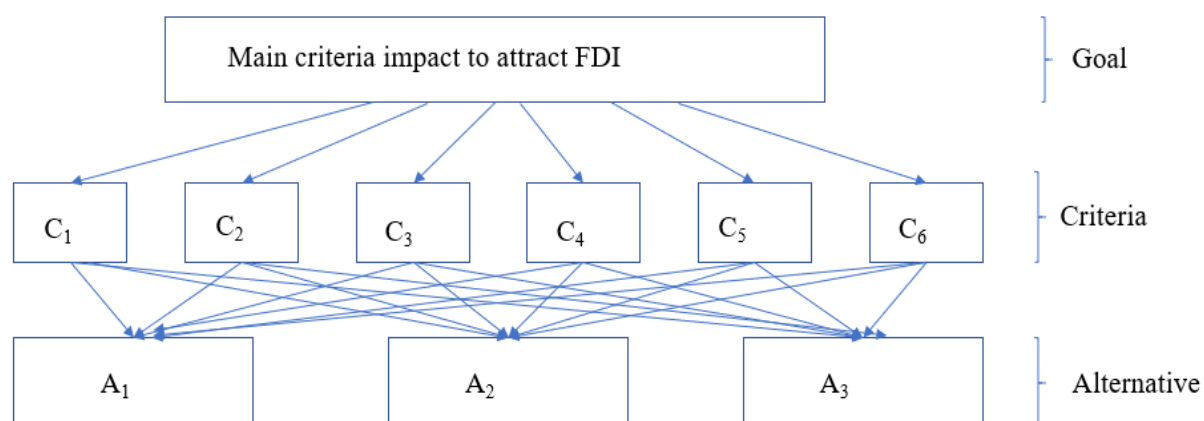 Main criteria impact to attract FDI
Goal
C₁
C₂
C₃
C₄
C₅
C₆
Criteria
A₁
A₂
A₃
Alternative